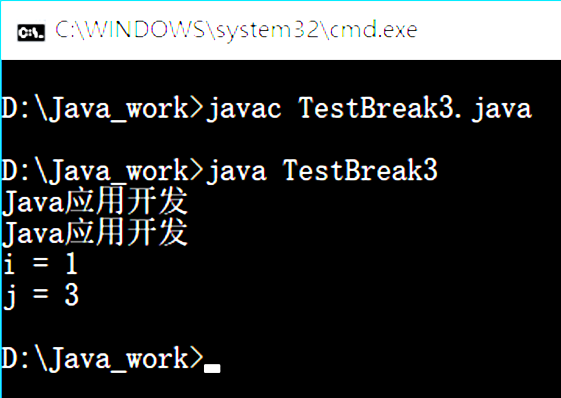 C:\WINDOWS\system32\cmd.exe
D:\Java_work>javac TestBreak3.java
D:\Java_work>java TestBreak3
Java应用开发
Java应用开发
i = 1
j = 3
D:\Java_work>